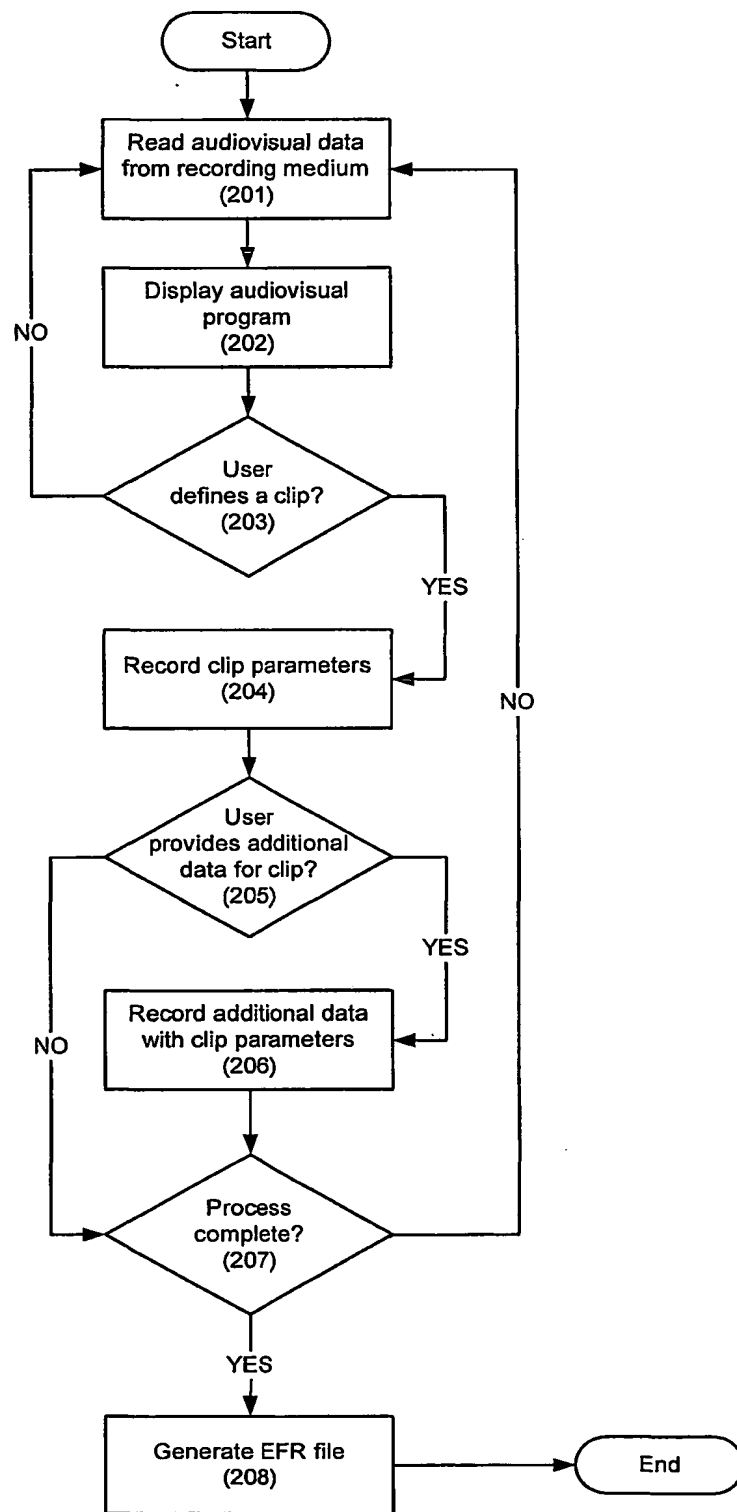 Start
Read audiovisual data
from recording medium
(201)
Display audiovisual
program
(202)
NO
User
defines a clip?
(203)
YES
Record clip parameters
(204)
NO
User
provides additional
data for clip?
(205)
YES
Record additional data
with clip parameters
(206)
NO
Process
complete?
(207)
YES
Generate EFR file
(208)
End